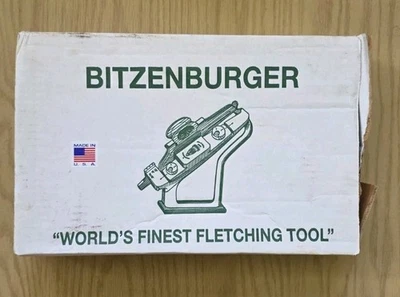 BITZENBURGER
MADE IN
U.S.A.
"WORLD'S FINEST FLETCHING TOOL"